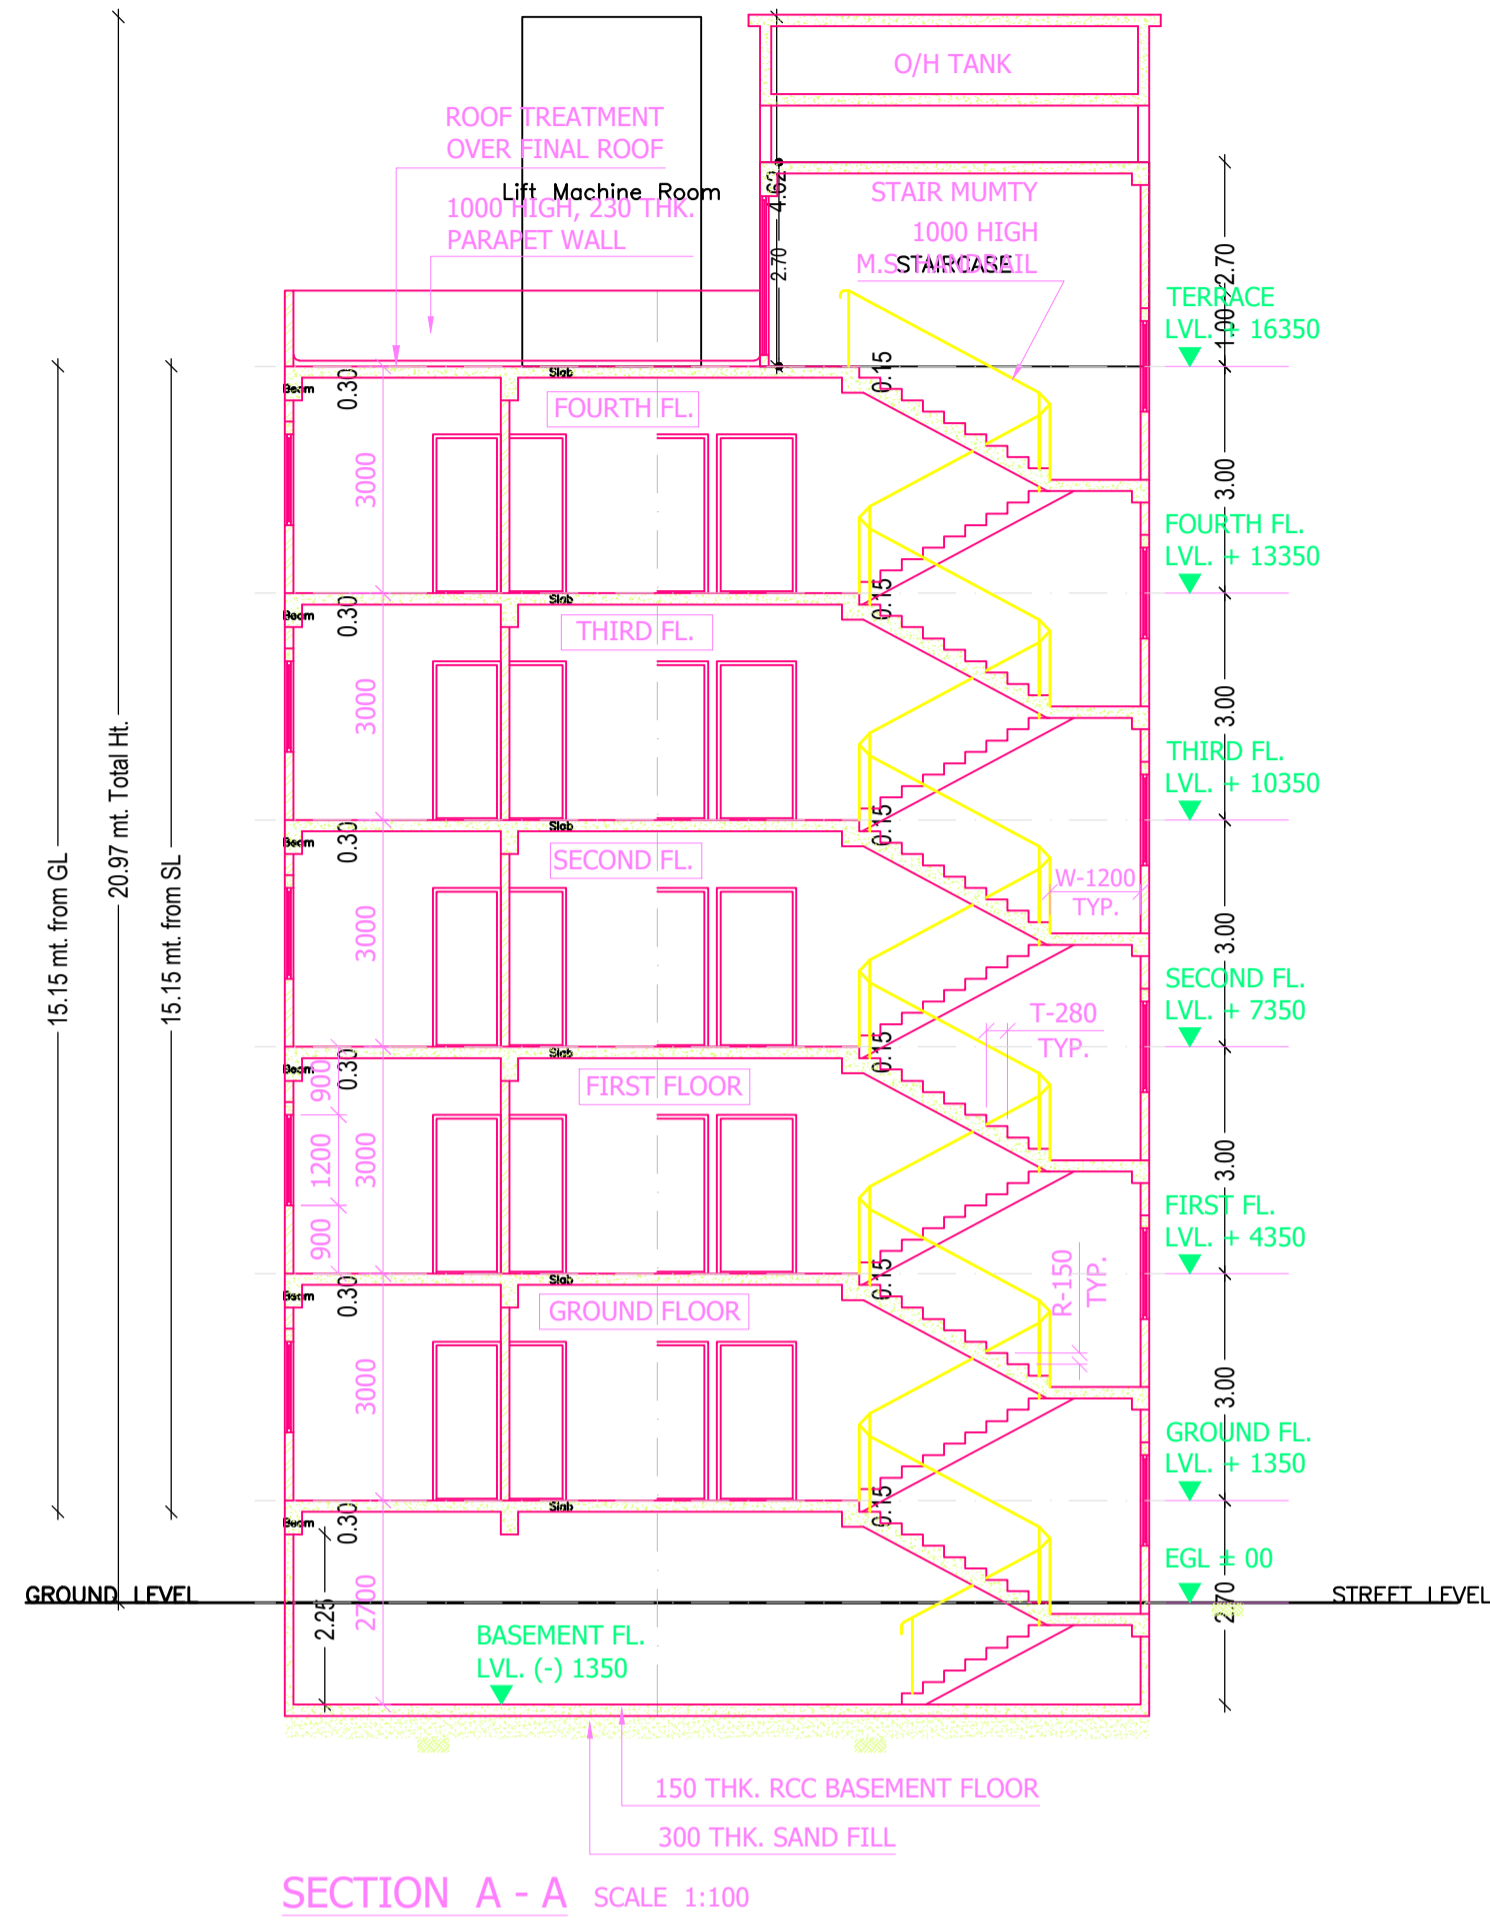 O/H TANK
ROOF TREATMENT
OVER FINAL ROOF
Lift Machine Room
1000 HIGH, 230 THK.
PARAPET WALL
4.62
2.70
STAIR MUMTY
1000 HIGH
M.S. HANDRAIL
STAIRCASE
2.70
1.00
TERRACE
LVL. + 16350
Beam
0.30
Slab
0.15
FOURTH FL.
3000
3.00
FOURTH FL.
LVL. + 13350
Beam
0.30
Slab
0.15
THIRD FL.
3000
3.00
20.97 mt. Total Ht.
THIRD FL.
LVL. + 10350
Beam
0.30
Slab
0.15
SECOND FL.
W-1200
TYP.
3000
3.00
15.15 mt. from GL
15.15 mt. from SL
SECOND FL.
LVL. + 7350
T-280
TYP.
Beam
0.30
Slab
0.15
FIRST FLOOR
900
1200
900
3000
3.00
FIRST FL.
LVL. + 4350
R-150
TYP.
Beam
0.30
Slab
0.15
GROUND FLOOR
3000
3.00
GROUND FL.
LVL. + 1350
Beam
0.30
Slab
0.15
EGL ± 00
GROUND LEVEL
STREET LEVEL
2.25
2700
2.70
BASEMENT FL.
LVL. (-) 1350
150 THK. RCC BASEMENT FLOOR
300 THK. SAND FILL
SECTION A - A SCALE 1:100